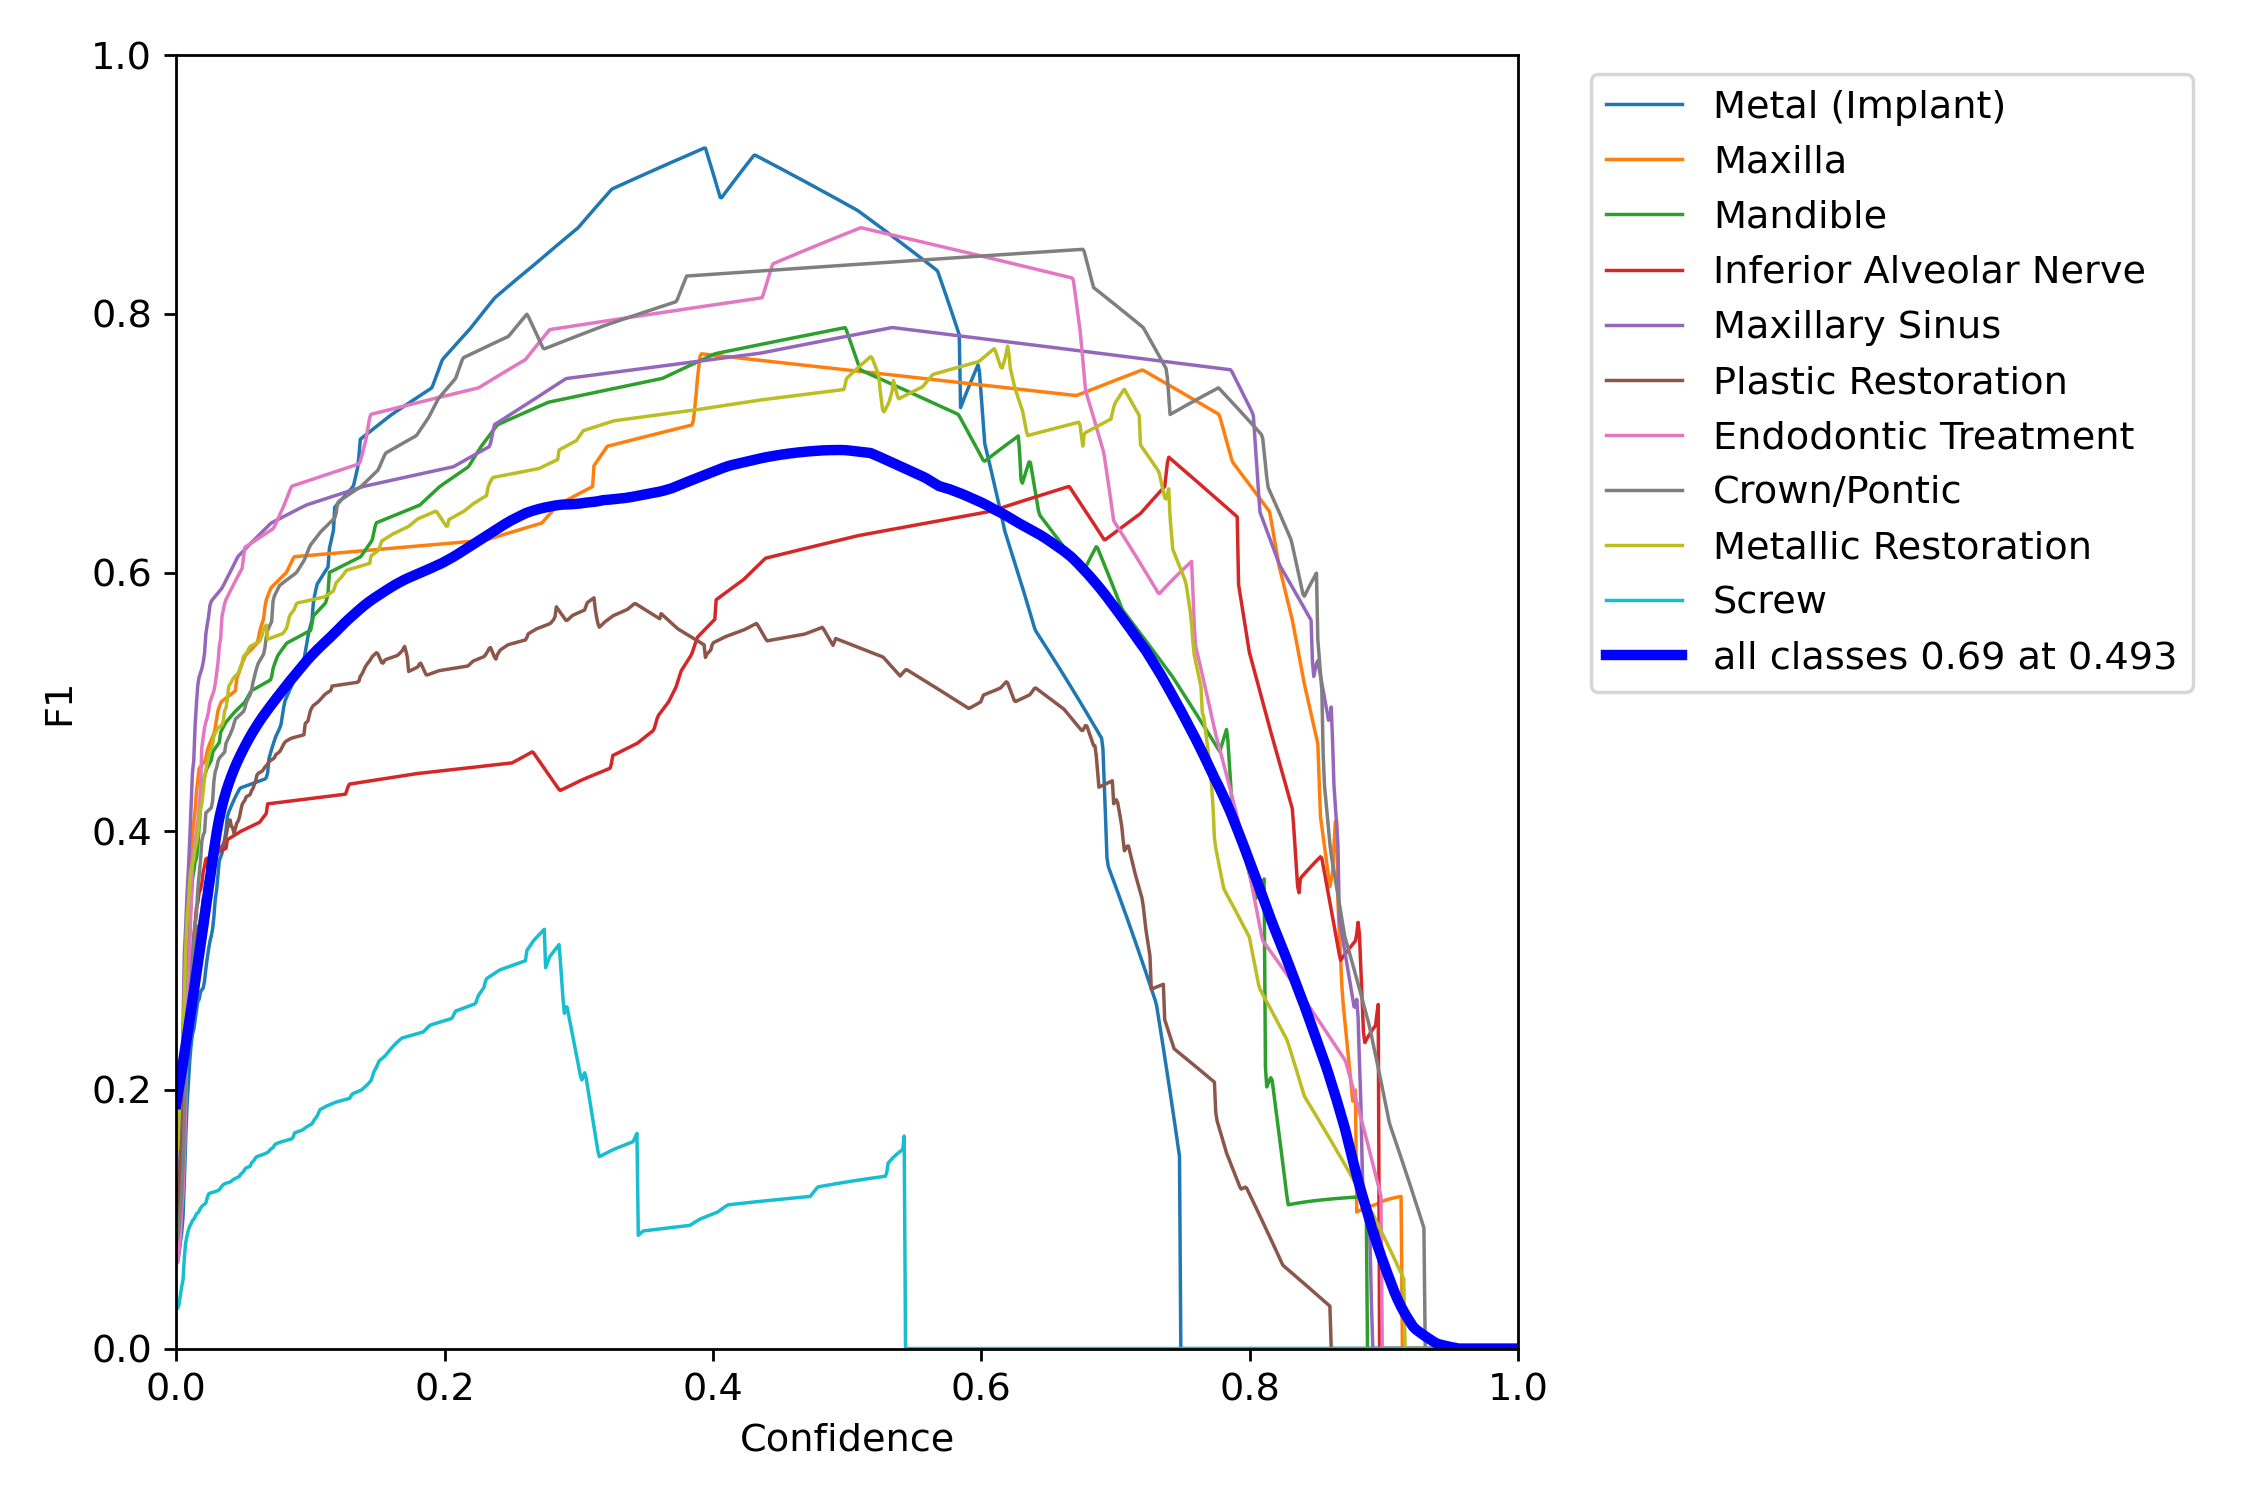 1.0
0.8
0.6
0.4
0.2
0.0
F1
0.0 0.2 0.4 0.6 0.8 1.0
Confidence
Metal (Implant)
Maxilla
Mandible
Inferior Alveolar Nerve
Maxillary Sinus
Plastic Restoration
Endodontic Treatment
Crown/Pontic
Metallic Restoration
Screw
all classes 0.69 at 0.493